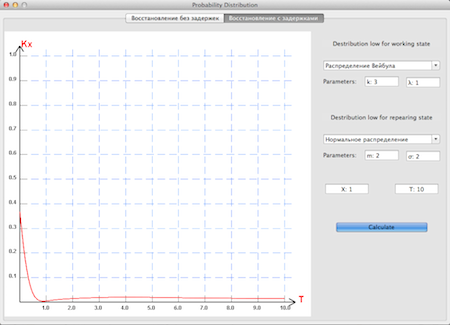 Probability Distribution
Восстановление без задержек
Восстановление с задержками
Kx
1.0
0.9
0.8
0.7
0.6
0.5
0.4
0.3
0.2
0.1
1.0 2.0 3.0 4.0 5.0 6.0 7.0 8.0 9.0 10.0
T
Destribution low for working state
Распределение Вейбула
Parameters: k: 3 λ: 1
Destribution low for repearing state
Нормальное распределение
Parameters: m: 2 σ: 2
X: 1 T: 10
Calculate